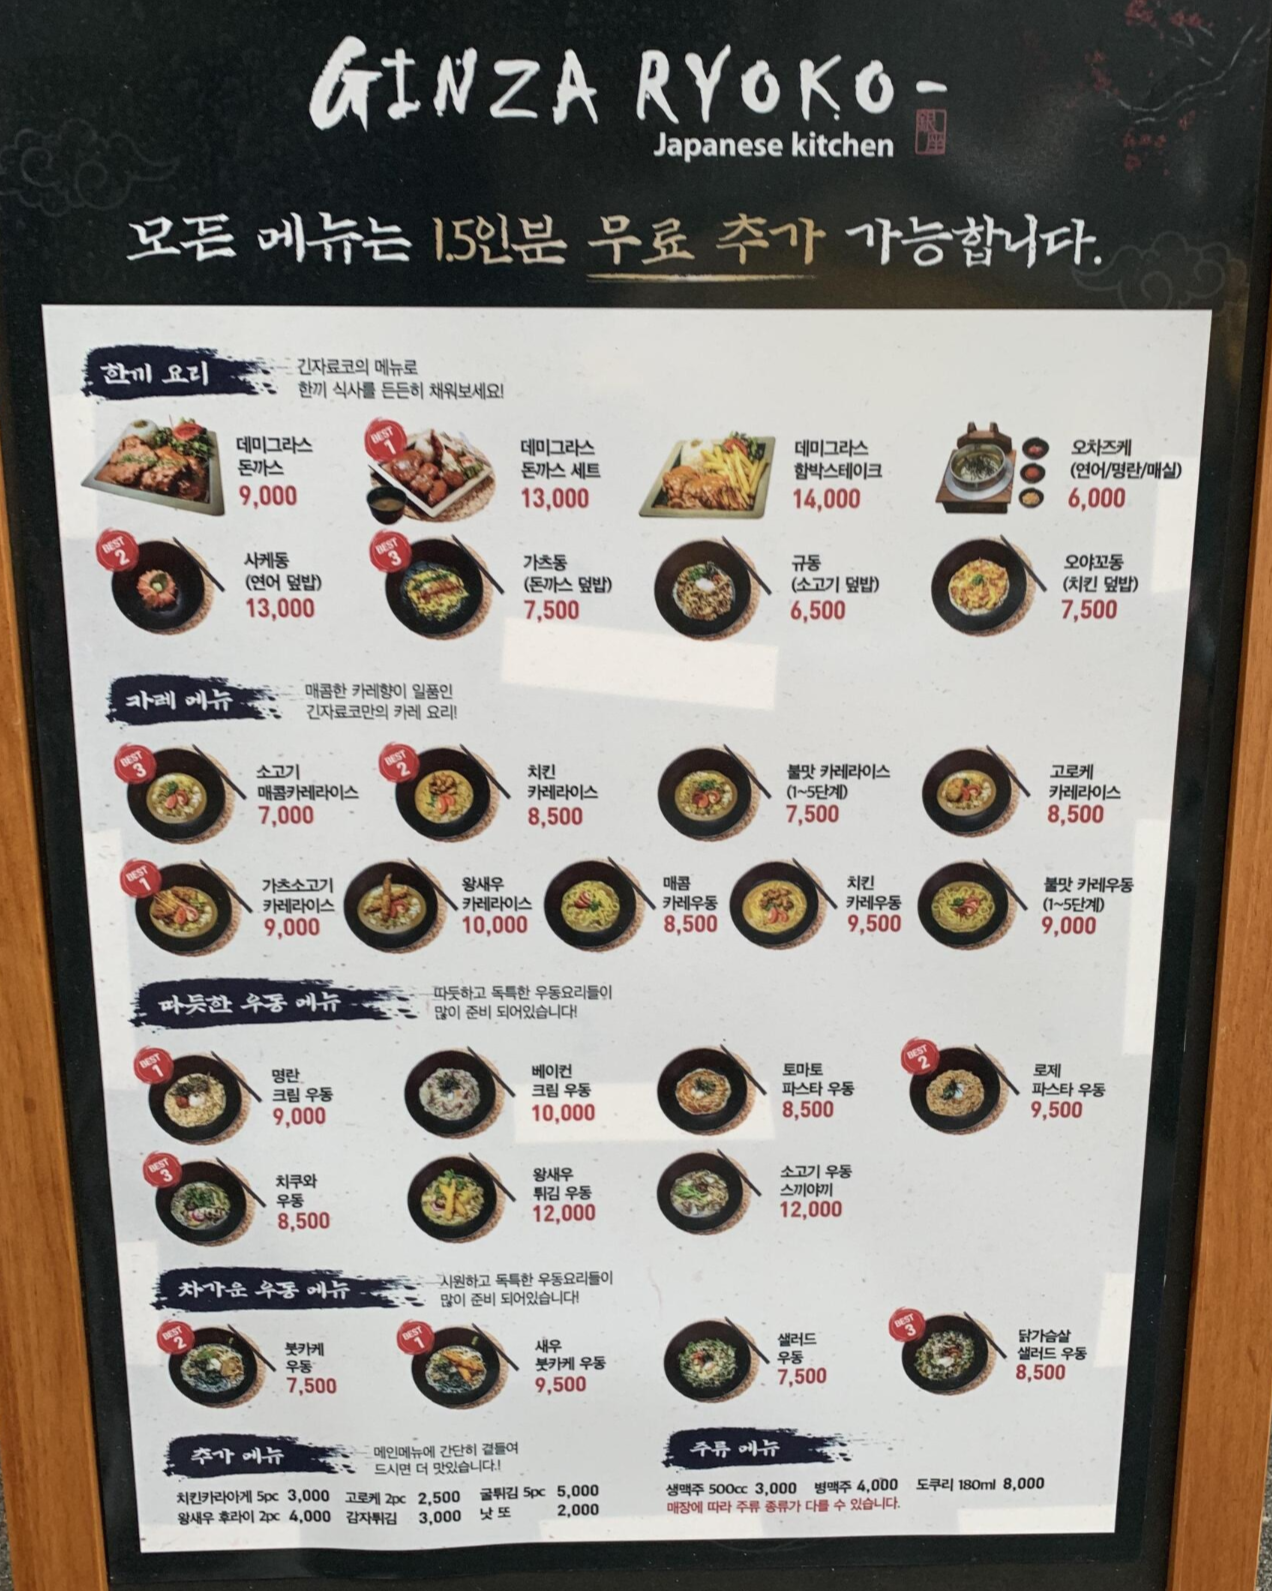 GINZA RYOKO-
Japanese kitchen
銀座
모든 메뉴는 1.5인분 무료 추가 가능합니다.
한끼 요리
긴자료코의 메뉴로
한끼 식사를 든든히 채워보세요!
데미그라스
돈까스
9,000
BEST
1
데미그라스
돈까스 세트
13,000
데미그라스
함박스테이크
14,000
오차즈케
(연어/명란/매실)
6,000
BEST
2
사케동
(연어 덮밥)
13,000
BEST
3
가츠동
(돈까스 덮밥)
7,500
규동
(소고기 덮밥)
6,500
오야꼬동
(치킨 덮밥)
7,500
카레 메뉴
매콤한 카레향이 일품인
긴자료코만의 카레 요리!
BEST
3
소고기
매콤카레라이스
7,000
BEST
2
치킨
카레라이스
8,500
불맛 카레라이스
(1~5단계)
7,500
고로케
카레라이스
8,500
BEST
1
가츠소고기
카레라이스
9,000
왕새우
카레라이스
10,000
매콤
카레우동
8,500
치킨
카레우동
9,500
불맛 카레우동
(1~5단계)
9,000
따듯한 우동 메뉴
따듯하고 독특한 우동요리들이
많이 준비 되어있습니다!
BEST
1
명란
크림 우동
9,000
베이컨
크림 우동
10,000
토마토
파스타 우동
8,500
BEST
2
로제
파스타 우동
9,500
BEST
3
치쿠와
우동
8,500
왕새우
튀김 우동
12,000
소고기 우동
스끼야끼
12,000
차가운 우동 메뉴
시원하고 독특한 우동요리들이
많이 준비 되어있습니다!
BEST
2
붓카케
우동
7,500
BEST
1
새우
붓카케 우동
9,500
샐러드
우동
7,500
BEST
3
닭가슴살
샐러드 우동
8,500
추가 메뉴
메인메뉴에 간단히 곁들여
드시면 더 맛있습니다.!
치킨카라아게 5pc 3,000 고로케 2pc 2,500 굴튀김 5pc 5,000
왕새우 후라이 2pc 4,000 감자튀김 3,000 낫또 2,000
주류 메뉴
생맥주 500cc 3,000 병맥주 4,000 도쿠리 180ml 8,000
매장에 따라 주류 종류가 다를 수 있습니다.